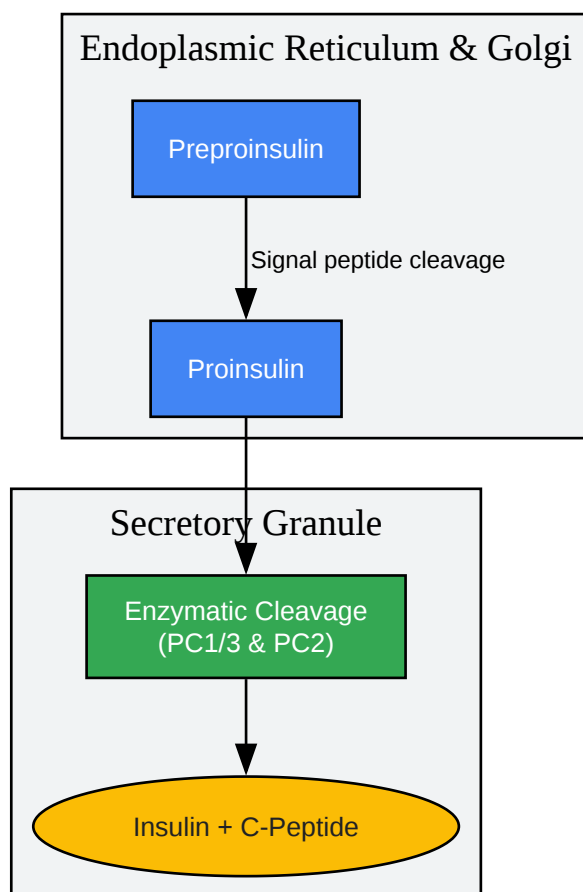 Endoplasmic Reticulum & Golgi
Preproinsulin
Signal peptide cleavage
Proinsulin
Secretory Granule
Enzymatic Cleavage
(PC1/3 & PC2)
Insulin + C-Peptide